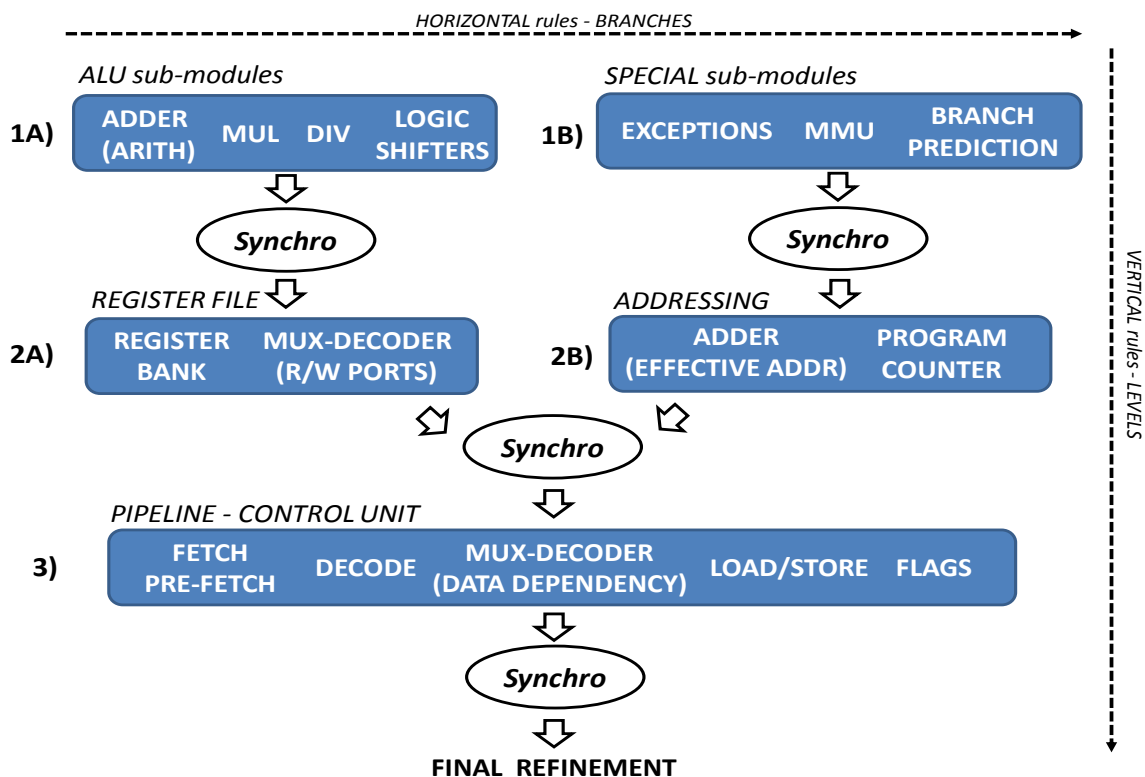 HORIZONTAL rules - BRANCHES
ALU sub-modules
SPECIAL sub-modules
1A)
ADDER
(ARITH)
MUL
DIV
LOGIC
SHIFTERS
1B)
EXCEPTIONS
MMU
BRANCH
PREDICTION
Synchro
Synchro
REGISTER FILE
ADDRESSING
2A)
REGISTER
BANK
MUX-DECODER
(R/W PORTS)
2B)
ADDER
(EFFECTIVE ADDR)
PROGRAM
COUNTER
VERTICAL rules - LEVELS
Synchro
PIPELINE - CONTROL UNIT
3)
FETCH
PRE-FETCH
DECODE
MUX-DECODER
(DATA DEPENDENCY)
LOAD/STORE
FLAGS
Synchro
FINAL REFINEMENT